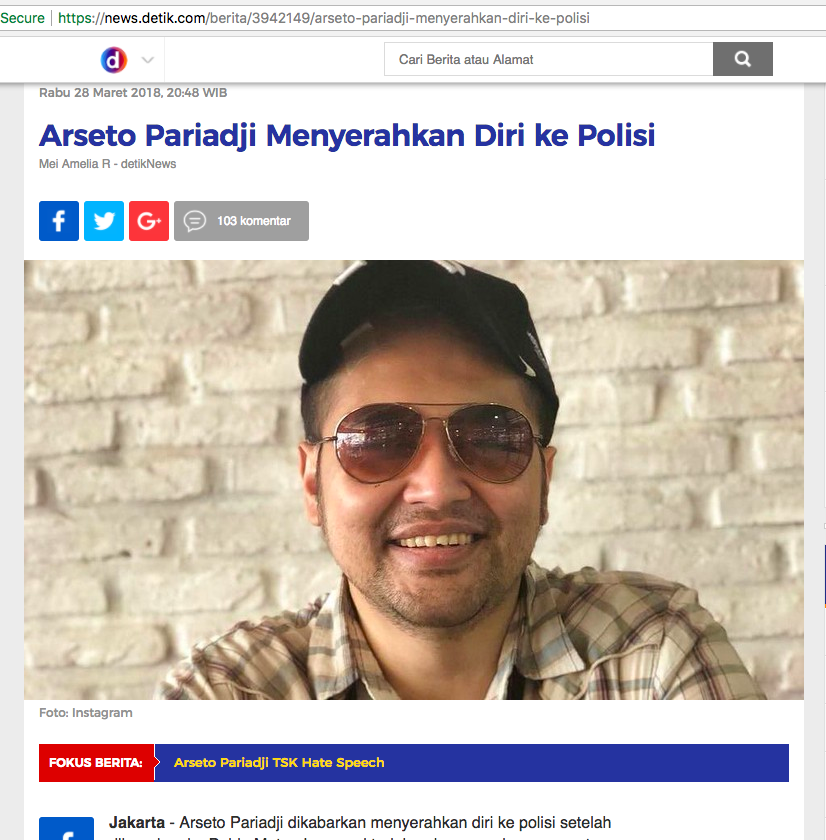 Secure | https://news.detik.com/berita/3942149/arseto-pariadji-menyerahkan-diri-ke-polisi
d
Cari Berita atau Alamat
Rabu 28 Maret 2018, 20:48 WIB
Arseto Pariadji Menyerahkan Diri ke Polisi
Mei Amelia R - detikNews
f
G+
103 komentar
Foto: Instagram
FOKUS BERITA: Arseto Pariadji TSK Hate Speech
Jakarta - Arseto Pariadji dikabarkan menyerahkan diri ke polisi setelah